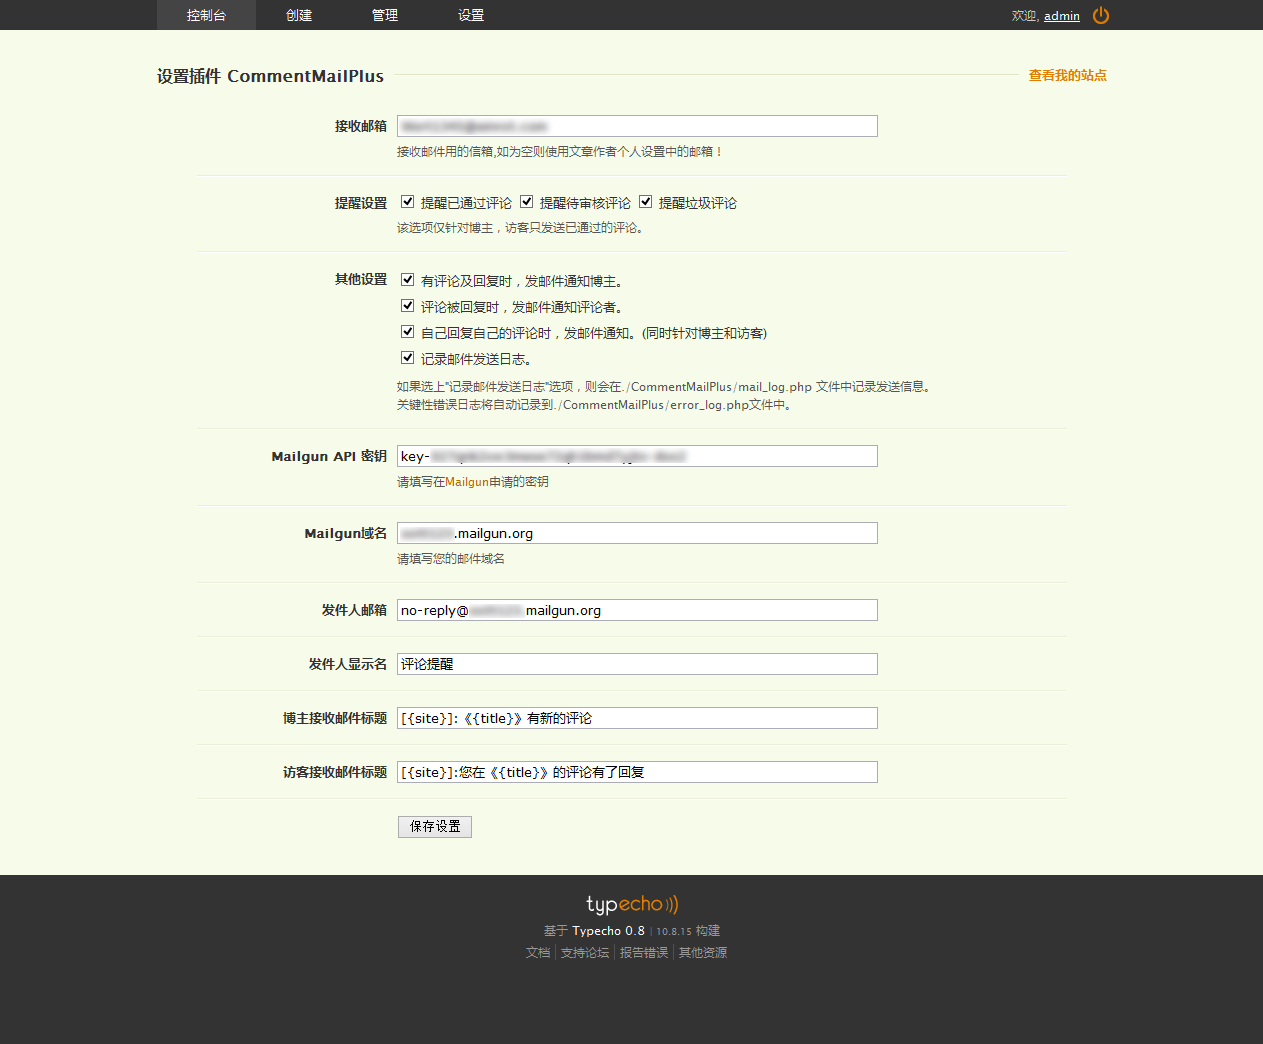 控制台 创建 管理 设置 欢迎, admin
设置插件 CommentMailPlus 查看我的站点
接收邮箱
接收邮件用的信箱,如为空则使用文章作者个人设置中的邮箱！
提醒设置 提醒已通过评论 提醒待审核评论 提醒垃圾评论
该选项仅针对博主，访客只发送已通过的评论。
其他设置 有评论及回复时，发邮件通知博主。
评论被回复时，发邮件通知评论者。
自己回复自己的评论时，发邮件通知。(同时针对博主和访客)
记录邮件发送日志。
如果选上"记录邮件发送日志"选项，则会在./CommentMailPlus/mail_log.php 文件中记录发送信息。
关键性错误日志将自动记录到./CommentMailPlus/error_log.php文件中。
Mailgun API 密钥 key-
请填写在Mailgun申请的密钥
Mailgun域名 .mailgun.org
请填写您的邮件域名
发件人邮箱 no-reply@ .mailgun.org
发件人显示名 评论提醒
博主接收邮件标题 [{site}]:《{title}》有新的评论
访客接收邮件标题 [{site}]:您在《{title}》的评论有了回复
保存设置
typecho
基于 Typecho 0.8 | 10.8.15 构建
文档 | 支持论坛 | 报告错误 | 其他资源